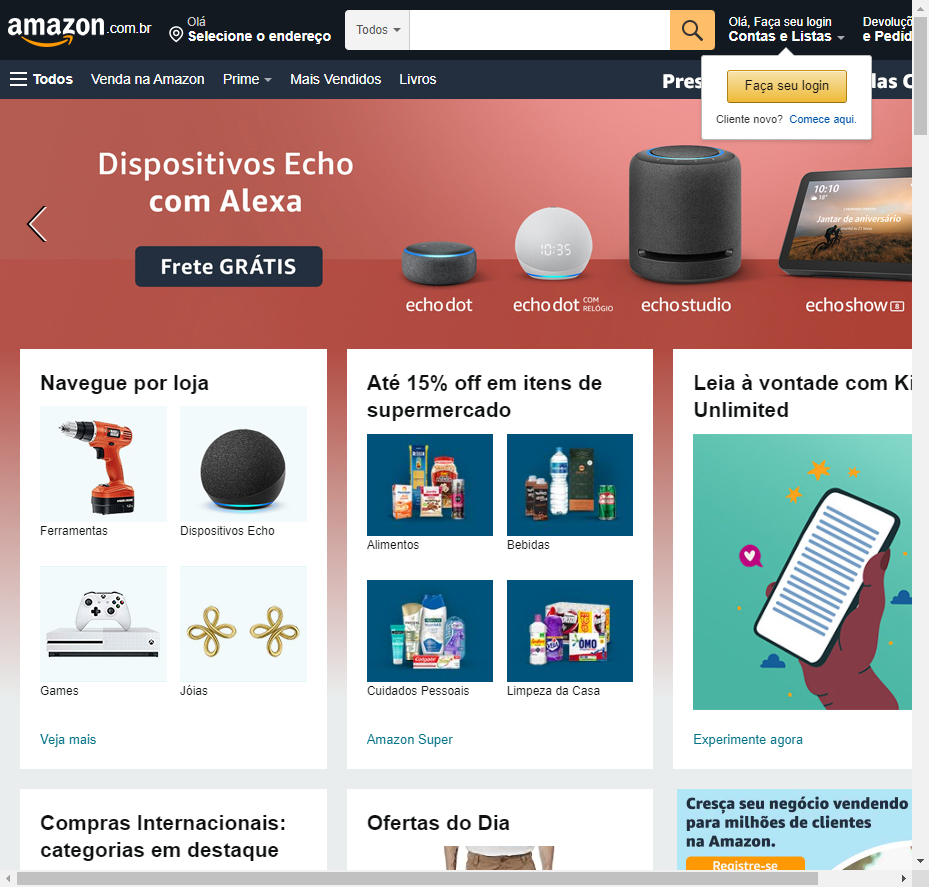 amazon.com.br
Olá
Selecione o endereço
Todos
Olá, Faça seu login
Contas e Listas
Devoluçõ
e Pedid
Todos
Venda na Amazon
Prime
Mais Vendidos
Livros
Pres
das C
Faça seu login
Cliente novo? Comece aqui.
Dispositivos Echo
com Alexa
Frete GRÁTIS
10:35
10:10
18°
Jantar de aniversário
echo dot
echo dot COM RELÓGIO
echo studio
echo show 8
Navegue por loja
Ferramentas
Dispositivos Echo
Games
Jóias
Veja mais
Até 15% off em itens de
supermercado
Alimentos
Bebidas
Cuidados Pessoais
Limpeza da Casa
Colgate
OMO
Amazon Super
Leia à vontade com Ki
Unlimited
Experimente agora
Compras Internacionais:
categorias em destaque
Ofertas do Dia
Cresça seu negócio vendendo
para milhões de clientes
na Amazon.
Registre-se